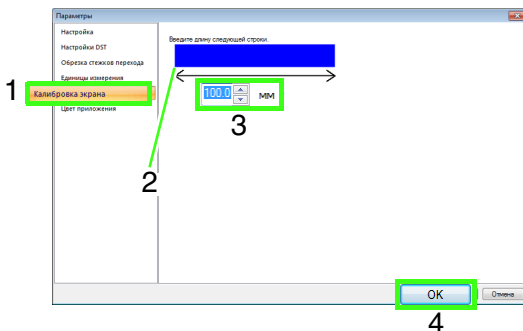 Параметры
Настройка
Настройки DST
Обрезка стежков перехода
Единицы измерения
1 Калибровка экрана
Цвет приложения
Введите длину следующей строки.
100.0 мм
3
2
OK Отмена
4